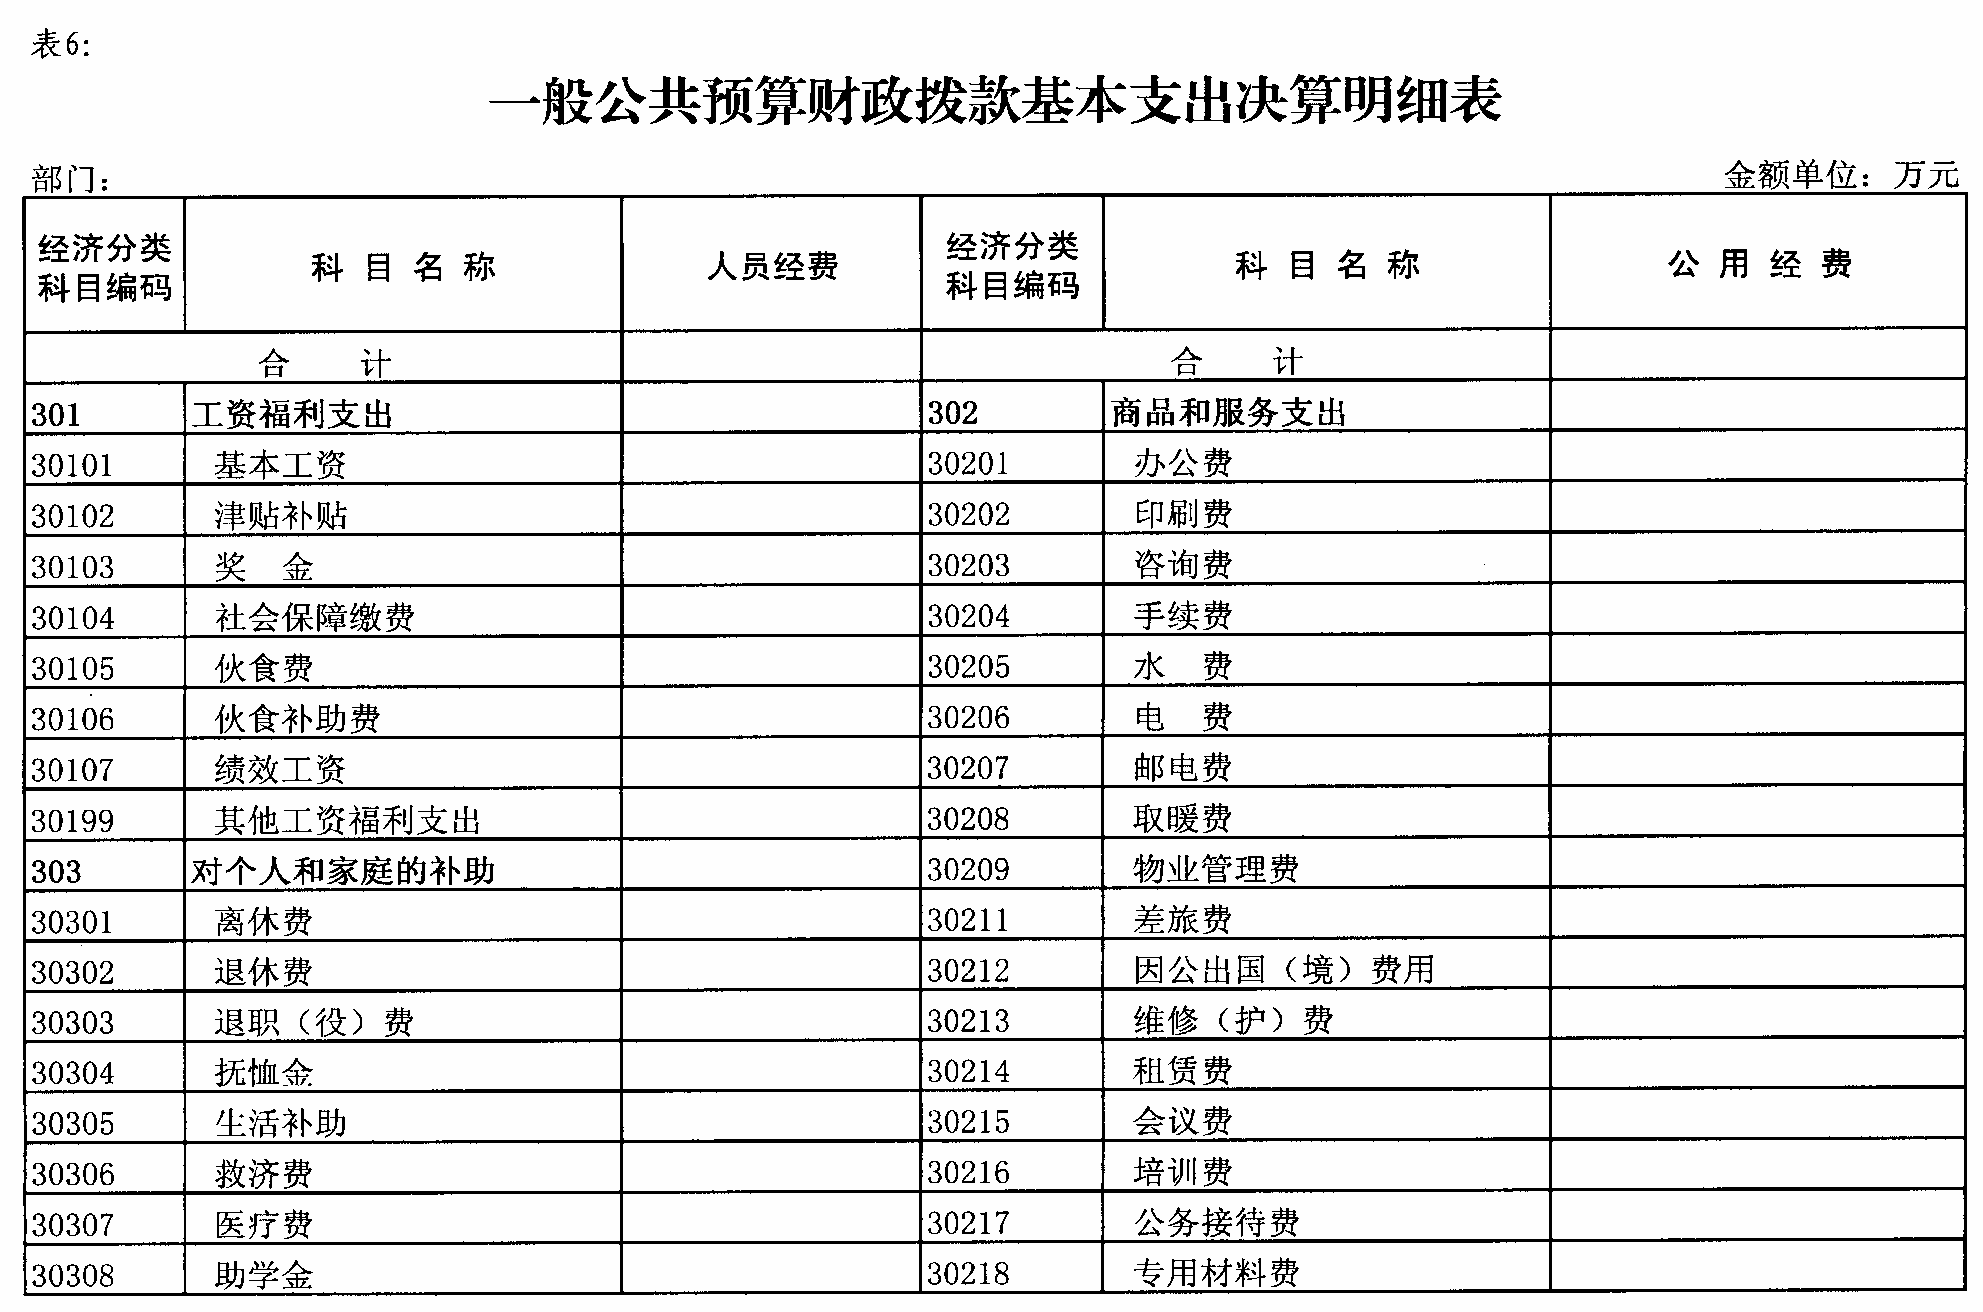 表6:
一般公共预算财政拨款基本支出决算明细表
部门： 金额单位：万元
经济分类科目编码 科目名称 人员经费 经济分类科目编码 科目名称 公用经费
合 计 合 计
301 工资福利支出 302 商品和服务支出
30101 基本工资 30201 办公费
30102 津贴补贴 30202 印刷费
30103 奖 金 30203 咨询费
30104 社会保障缴费 30204 手续费
30105 伙食费 30205 水 费
30106 伙食补助费 30206 电 费
30107 绩效工资 30207 邮电费
30199 其他工资福利支出 30208 取暖费
303 对个人和家庭的补助 30209 物业管理费
30301 离休费 30211 差旅费
30302 退休费 30212 因公出国（境）费用
30303 退职（役）费 30213 维修（护）费
30304 抚恤金 30214 租赁费
30305 生活补助 30215 会议费
30306 救济费 30216 培训费
30307 医疗费 30217 公务接待费
30308 助学金 30218 专用材料费